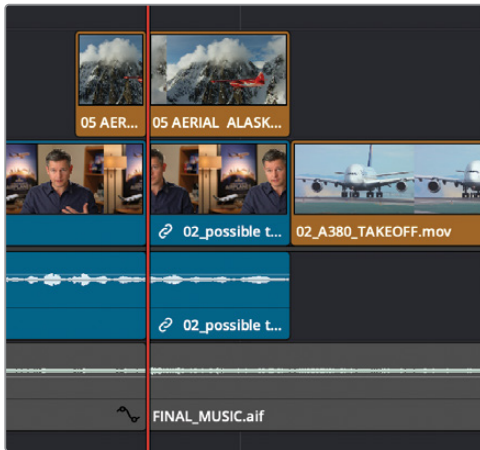 05 AER...
05 AERIAL ALASK...
02_possible t...
02_A380_TAKEOFF.mov
02_possible t...
FINAL_MUSIC.aif